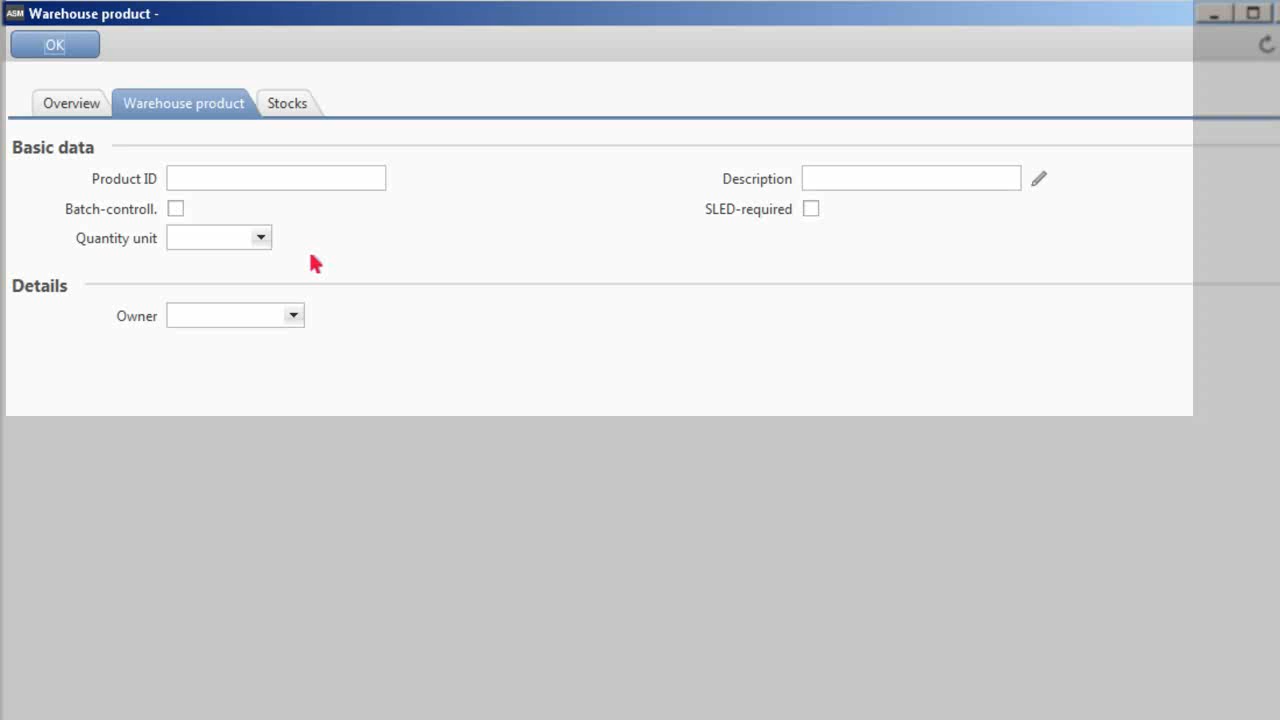 ASM Warehouse product -
OK
Overview Warehouse product Stocks
Basic data
Product ID Description
Batch-controll. SLED-required
Quantity unit
Details
Owner